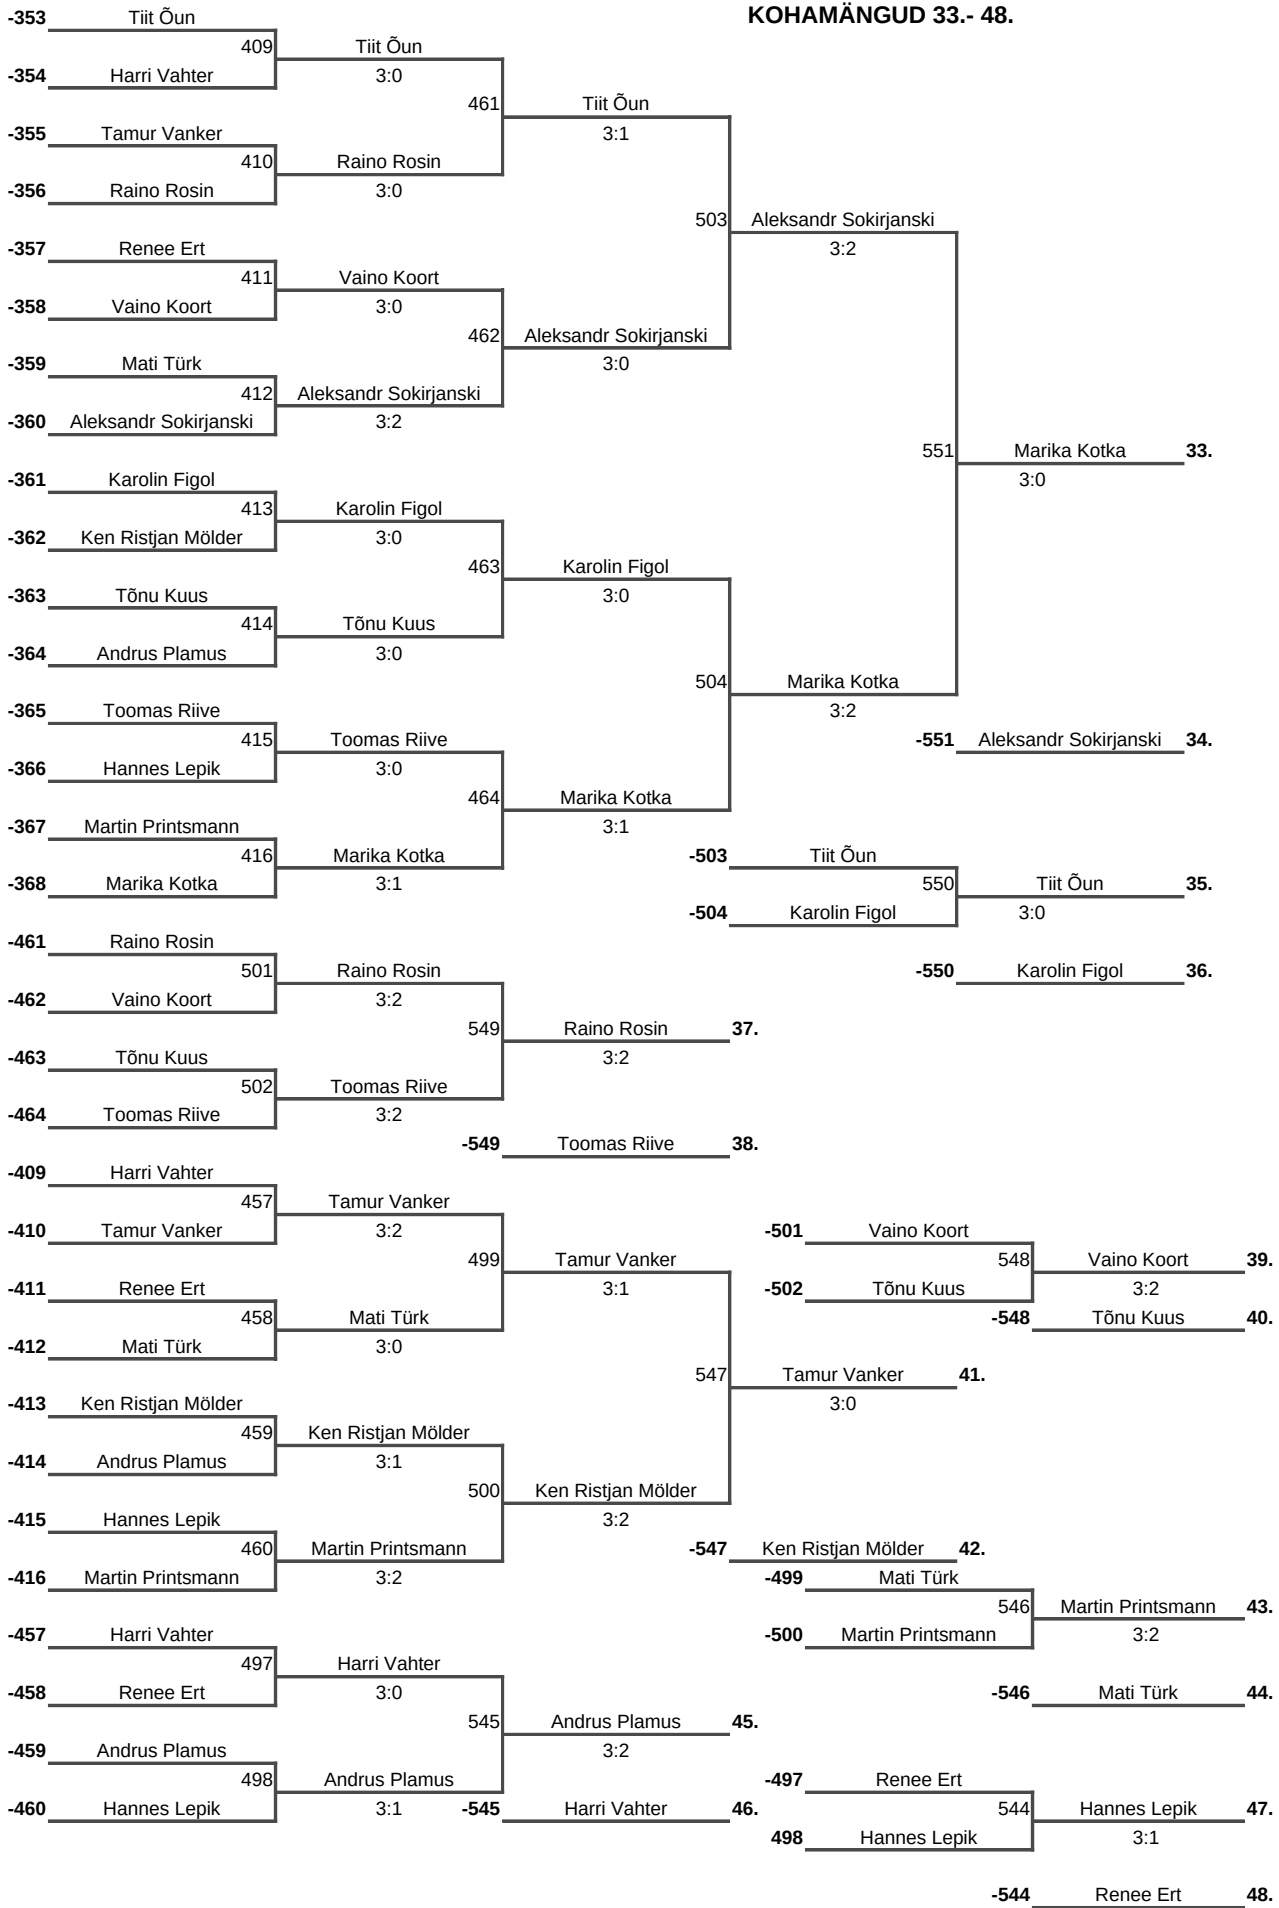 KOHAMÄNGUD 33.- 48.
-353 Tiit Õun
409 Tiit Õun
-354 Harri Vahter 3:0
461 Tiit Õun
-355 Tamur Vanker 3:1
410 Raino Rosin
-356 Raino Rosin 3:0
503 Aleksandr Sokirjanski
-357 Renee Ert 3:2
411 Vaino Koort
-358 Vaino Koort 3:0
462 Aleksandr Sokirjanski
-359 Mati Türk 3:0
412 Aleksandr Sokirjanski
-360 Aleksandr Sokirjanski 3:2
551 Marika Kotka 33.
-361 Karolin Figol 3:0
413 Karolin Figol
-362 Ken Ristjan Mölder 3:0
463 Karolin Figol
-363 Tõnu Kuus 3:0
414 Tõnu Kuus
-364 Andrus Plamus 3:0
504 Marika Kotka
-365 Toomas Riive 3:2
415 Toomas Riive -551 Aleksandr Sokirjanski 34.
-366 Hannes Lepik 3:0
464 Marika Kotka
-367 Martin Printsmann 3:1
416 Marika Kotka -503 Tiit Õun
-368 Marika Kotka 3:1 550 Tiit Õun 35.
-504 Karolin Figol 3:0
-461 Raino Rosin
501 Raino Rosin -550 Karolin Figol 36.
-462 Vaino Koort 3:2
549 Raino Rosin 37.
-463 Tõnu Kuus 3:2
502 Toomas Riive
-464 Toomas Riive 3:2
-549 Toomas Riive 38.
-409 Harri Vahter
457 Tamur Vanker
-410 Tamur Vanker 3:2 -501 Vaino Koort
499 Tamur Vanker 548 Vaino Koort 39.
-411 Renee Ert 3:1 -502 Tõnu Kuus 3:2
458 Mati Türk -548 Tõnu Kuus 40.
-412 Mati Türk 3:0
547 Tamur Vanker 41.
-413 Ken Ristjan Mölder 3:0
459 Ken Ristjan Mölder
-414 Andrus Plamus 3:1
500 Ken Ristjan Mölder
-415 Hannes Lepik 3:2
460 Martin Printsmann -547 Ken Ristjan Mölder 42.
-416 Martin Printsmann 3:2 -499 Mati Türk
546 Martin Printsmann 43.
-457 Harri Vahter -500 Martin Printsmann 3:2
497 Harri Vahter
-458 Renee Ert 3:0 -546 Mati Türk 44.
545 Andrus Plamus 45.
-459 Andrus Plamus 3:2
498 Andrus Plamus -497 Renee Ert
-460 Hannes Lepik 3:1 -545 Harri Vahter 46. 544 Hannes Lepik 47.
498 Hannes Lepik 3:1
-544 Renee Ert 48.